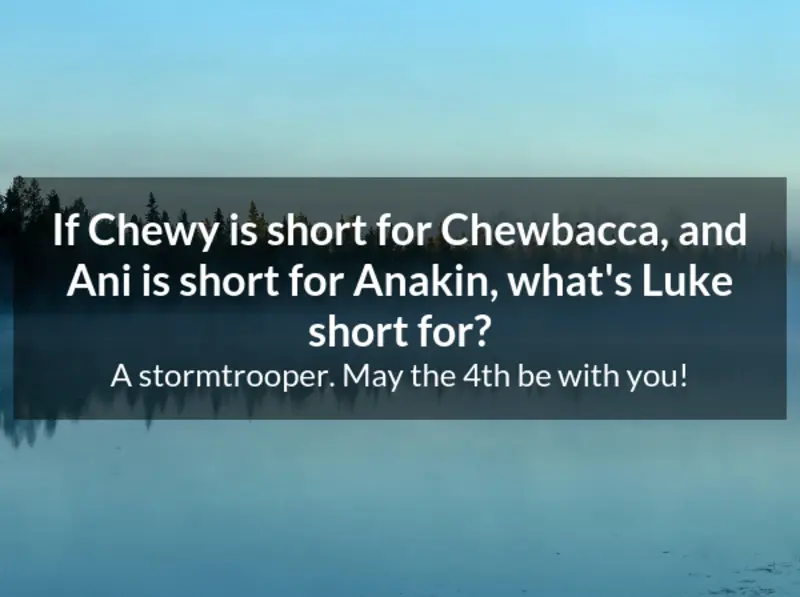 If Chewy is short for Chewbacca, and
Ani is short for Anakin, what's Luke
short for?
A stormtrooper. May the 4th be with you!